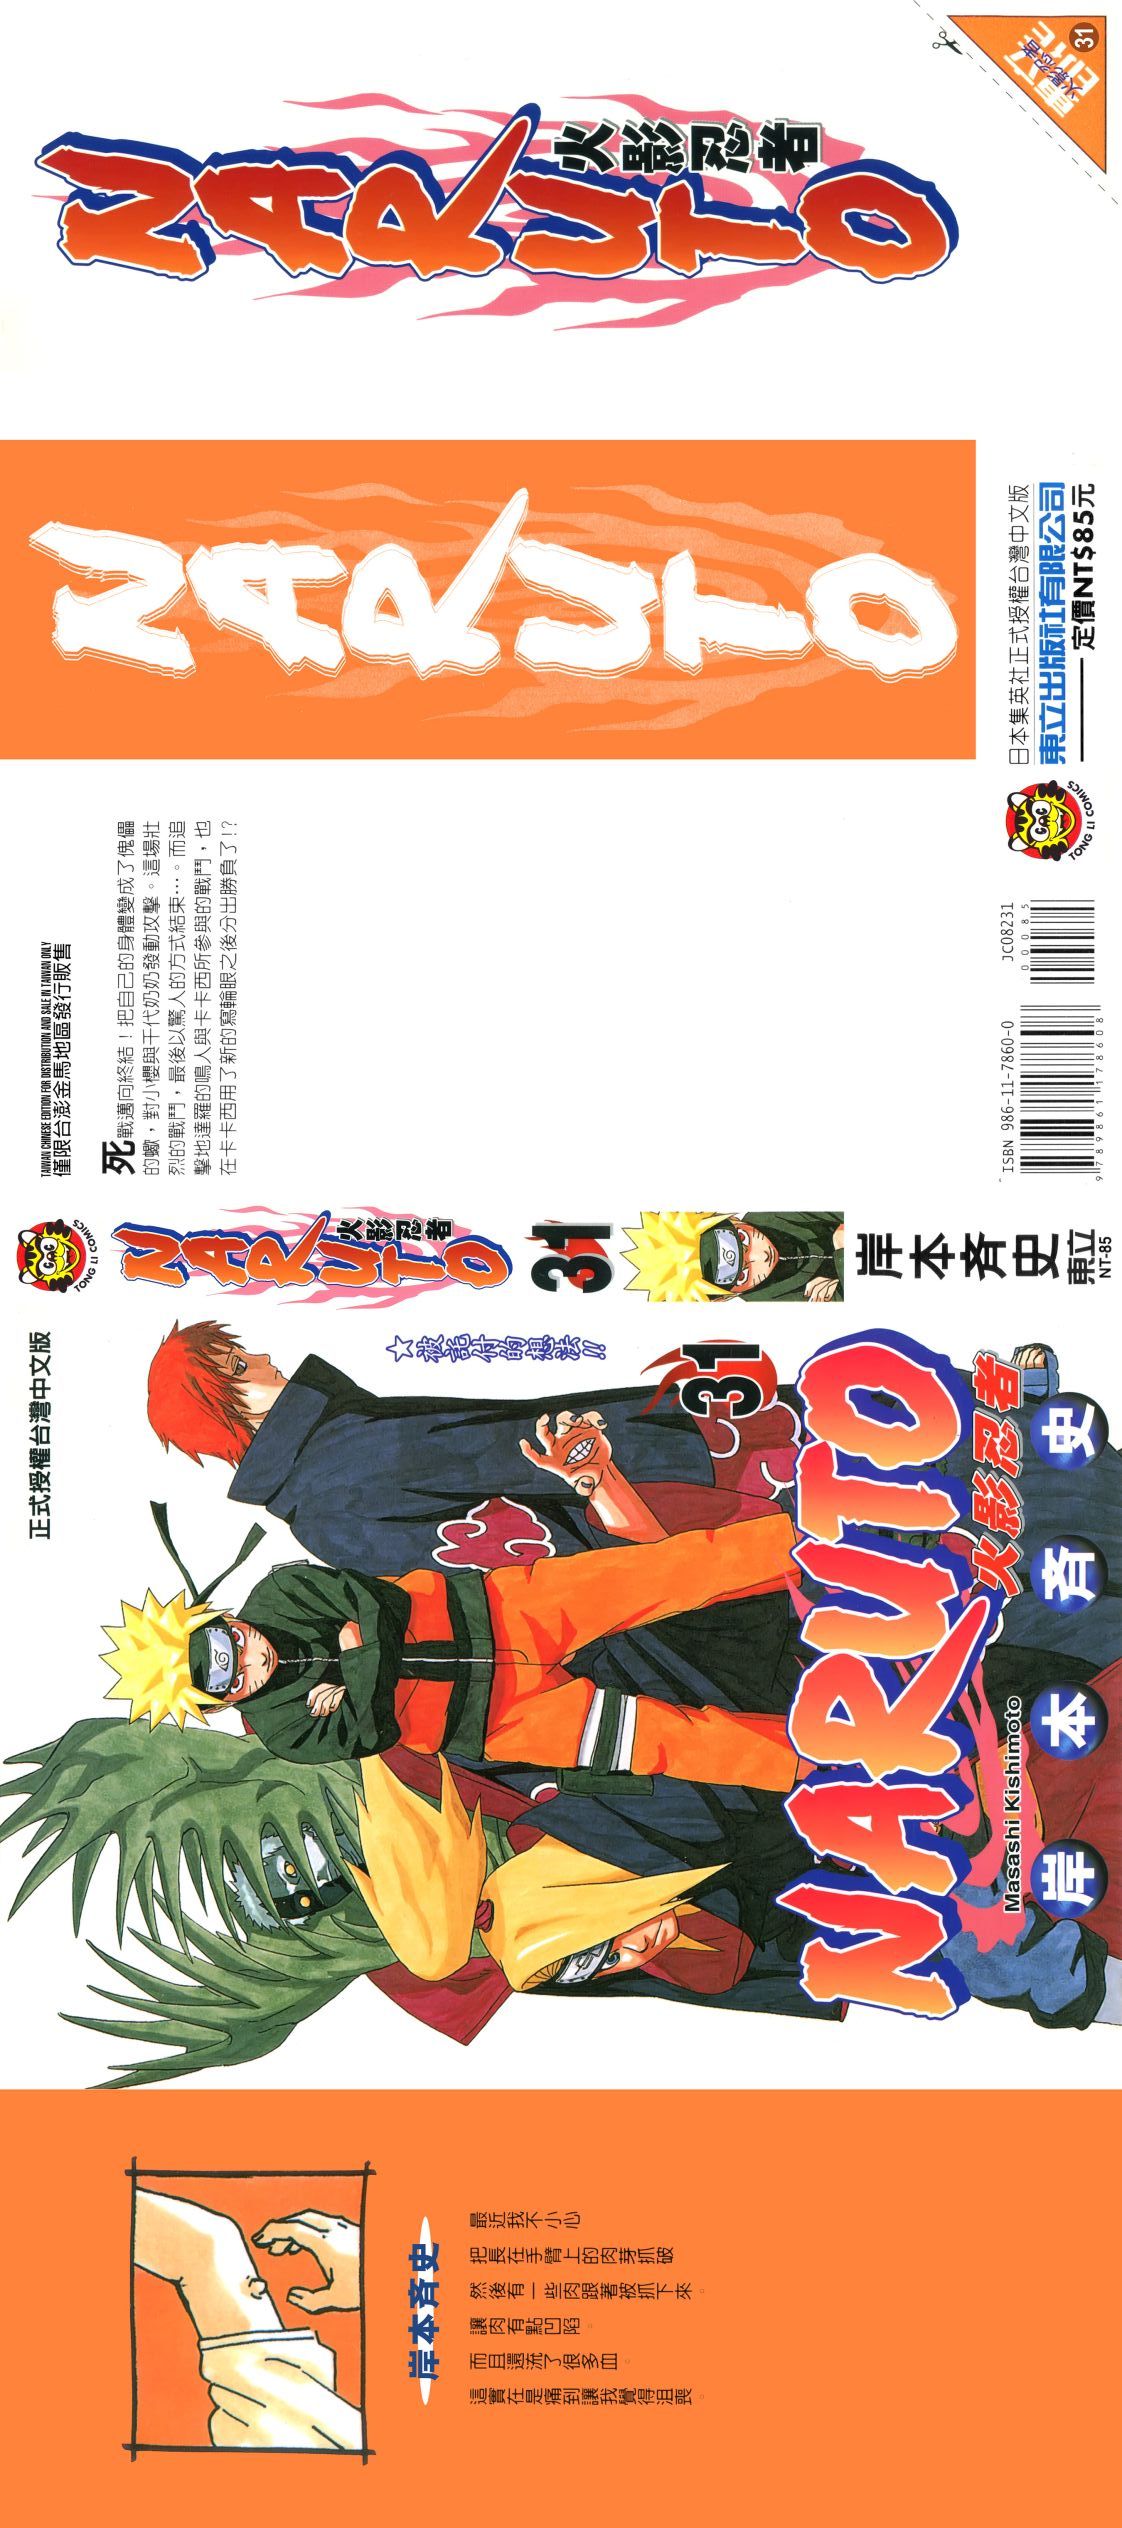 31
東立
火影忍者
NARUTO
火影忍者
NARUTO
日本集英社正式授權台灣中文版
東立出版社有限公司
定價NT$85元
TONG LI COMICS
TAIWAN CHINESE EDITION FOR DISTRIBUTION AND SALE IN TAIWAN ONLY
僅限台澎金馬地區發行販售
死戰邁向終結！把自己的身體變成了傀儡
的蠍，對小櫻與千代奶奶發動攻擊。這場壯
烈的戰鬥，最後以驚人的方式結束…。而追
擊地達羅的鳴人與卡卡西所參與的戰鬥，也
在卡卡西用了新的寫輪眼之後分出勝負了!?
JC08231
00085
ISBN 986-11-7860-0
9789861178608
TONG LI COMICS
NARUTO
火影忍者
31
岸本斉史
東立
NT-85
正式授權台灣中文版
☆被託付的想法!!
31
NARUTO
火影忍者
Masashi Kishimoto
岸本斉史
岸本斉史
最近我不小心
把長在手臂上的肉芽抓破
然後有一些肉跟著被抓下來。
讓肉有點凹陷。
而且還流了很多血。
這實在是痛到讓我覺得沮喪。